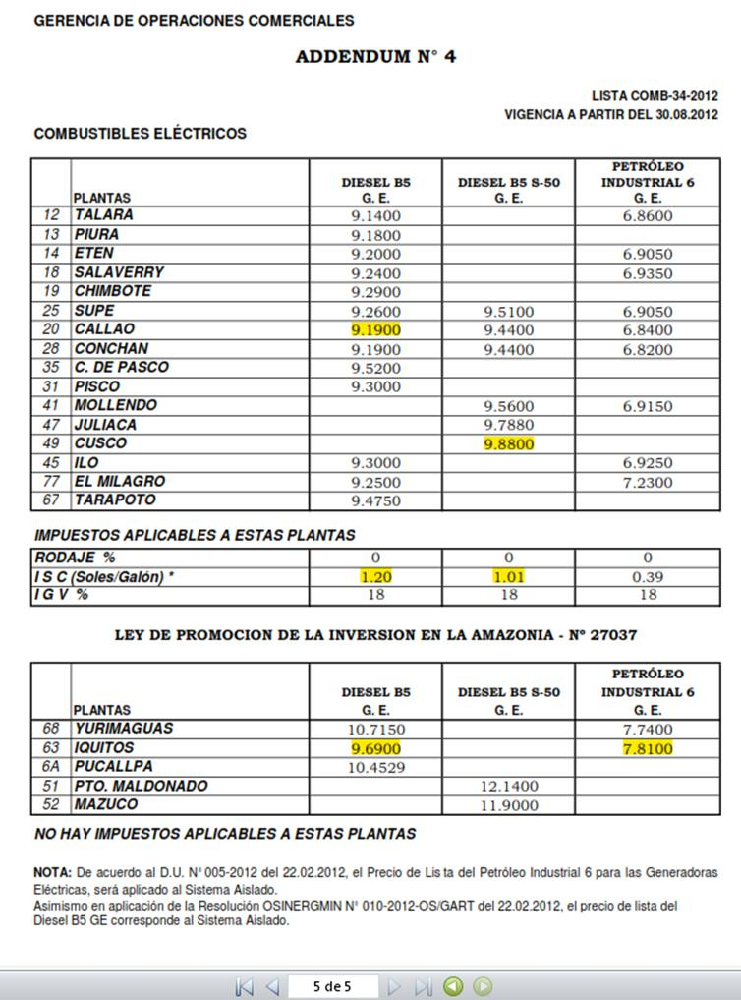 GERENCIA DE OPERACIONES COMERCIALES
ADDENDUM N° 4
LISTA COMB-34-2012
VIGENCIA A PARTIR DEL 30.08.2012
COMBUSTIBLES ELÉCTRICOS
PLANTAS DIESEL B5 G. E. DIESEL B5 S-50 G. E. PETRÓLEO INDUSTRIAL 6 G. E.
12 TALARA 9.1400 6.8600
13 PIURA 9.1800
14 ETEN 9.2000 6.9050
18 SALAVERRY 9.2400 6.9350
19 CHIMBOTE 9.2900
25 SUPE 9.2600 9.5100 6.9050
20 CALLAO 9.1900 9.4400 6.8400
28 CONCHAN 9.1900 9.4400 6.8200
35 C. DE PASCO 9.5200
31 PISCO 9.3000
41 MOLLENDO 9.5600 6.9150
47 JULIACA 9.7880
49 CUSCO 9.8800
45 ILO 9.3000 6.9250
77 EL MILAGRO 9.2500 7.2300
67 TARAPOTO 9.4750
IMPUESTOS APLICABLES A ESTAS PLANTAS
RODAJE % 0 0 0
I S C (Soles/Galón) * 1.20 1.01 0.39
I G V % 18 18 18
LEY DE PROMOCION DE LA INVERSION EN LA AMAZONIA - Nº 27037
PLANTAS DIESEL B5 G. E. DIESEL B5 S-50 G. E. PETRÓLEO INDUSTRIAL 6 G. E.
68 YURIMAGUAS 10.7150 7.7400
63 IQUITOS 9.6900 7.8100
6A PUCALLPA 10.4529
51 PTO. MALDONADO 12.1400
52 MAZUCO 11.9000
NO HAY IMPUESTOS APLICABLES A ESTAS PLANTAS
NOTA: De acuerdo al D.U. N° 005-2012 del 22.02.2012, el Precio de Lista del Petróleo Industrial 6 para las Generadoras
Eléctricas, será aplicado al Sistema Aislado.
Asimismo en aplicación de la Resolución OSINERGMIN N° 010-2012-OS/GART del 22.02.2012, el precio de lista del
Diesel B5 GE corresponde al Sistema Aislado.
5 de 5